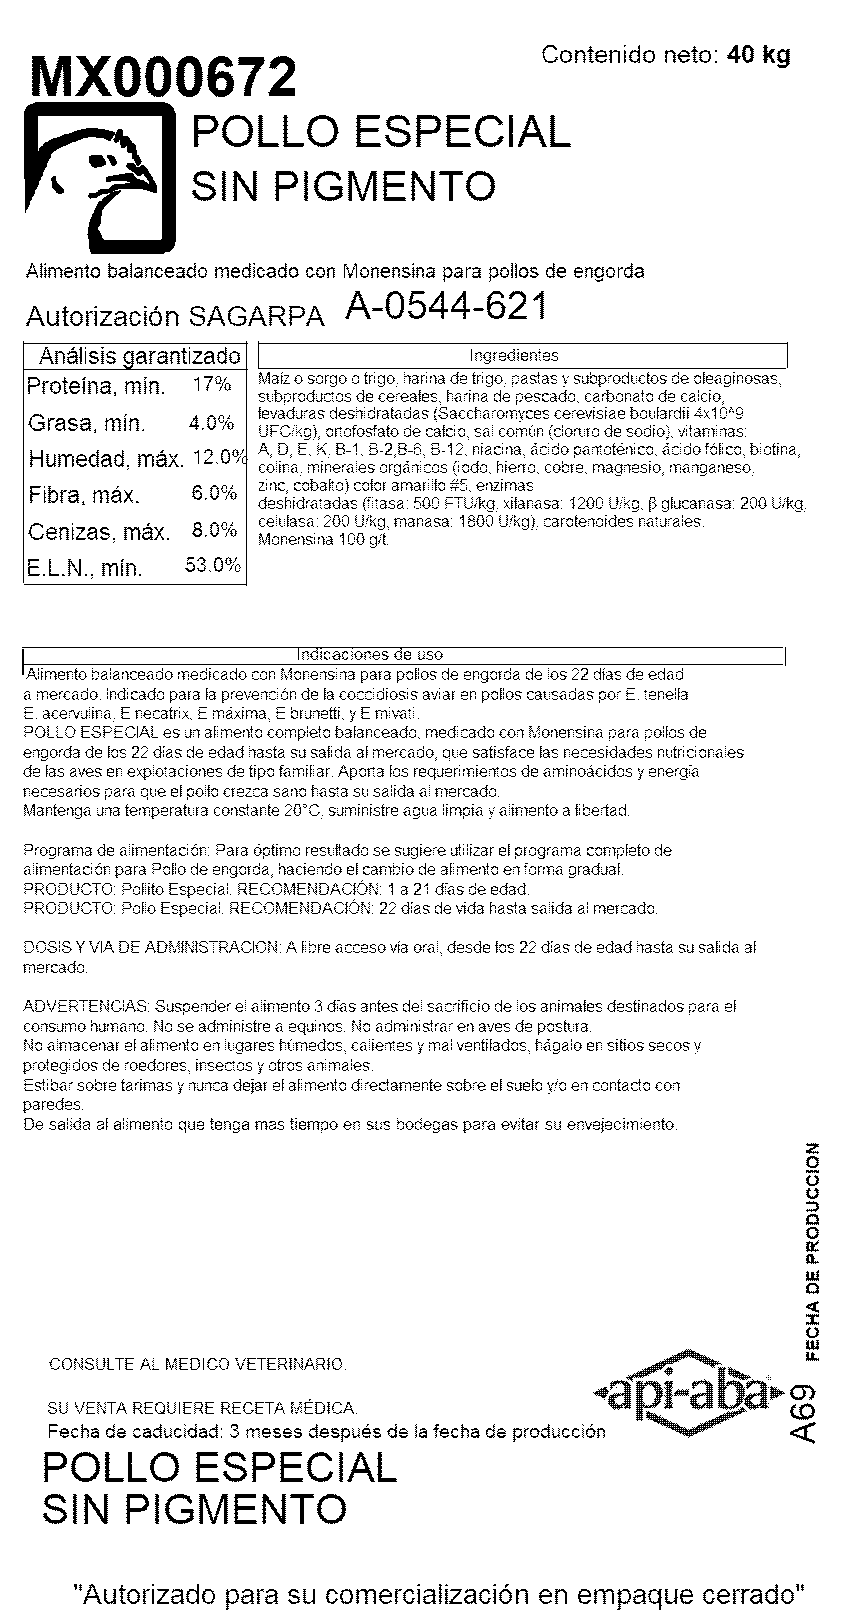 Contenido neto: 40 kg
MX000672
POLLO ESPECIAL
SIN PIGMENTO
Alimento balanceado medicado con Monensina para pollos de engorda
Autorización SAGARPA A-0544-621
Análisis garantizado
Proteína, mín. 17%
Grasa, mín. 4.0%
Humedad, máx. 12.0%
Fibra, máx. 6.0%
Cenizas, máx. 8.0%
E.L.N., mín. 53.0%
Ingredientes
Maíz o sorgo o trigo, harina de trigo, pastas y subproductos de oleaginosas,
subproductos de cereales, harina de pescado, carbonato de calcio,
levaduras deshidratadas (Saccharomyces cerevisiae boulardii 4x10^9
UFC/kg), ortofosfato de calcio, sal común (cloruro de sodio), vitaminas:
A, D, E, K, B-1, B-2,B-6, B-12, niacina, ácido pantoténico, ácido fólico, biotina,
colina, minerales orgánicos (iodo, hierro, cobre, magnesio, manganeso,
zinc, cobalto) color amarillo #5, enzimas
deshidratadas (fitasa: 500 FTU/kg, xilanasa: 1200 U/kg, β glucanasa: 200 U/kg,
celulasa: 200 U/kg, manasa: 1800 U/kg), carotenoides naturales.
Monensina 100 g/t.
Indicaciones de uso
Alimento balanceado medicado con Monensina para pollos de engorda de los 22 días de edad
a mercado. Indicado para la prevención de la coccidiosis aviar en pollos causadas por E. tenella
E. acervulina, E necatrix, E máxima, E brunetti, y E mivati.
POLLO ESPECIAL es un alimento completo balanceado, medicado con Monensina para pollos de
engorda de los 22 días de edad hasta su salida al mercado, que satisface las necesidades nutricionales
de las aves en explotaciones de tipo familiar. Aporta los requerimientos de aminoácidos y energía
necesarios para que el pollo crezca sano hasta su salida al mercado.
Mantenga una temperatura constante 20°C, suministre agua limpia y alimento a libertad.
Programa de alimentación: Para óptimo resultado se sugiere utilizar el programa completo de
alimentación para Pollo de engorda, haciendo el cambio de alimento en forma gradual.
PRODUCTO: Pollito Especial. RECOMENDACIÓN: 1 a 21 días de edad.
PRODUCTO: Pollo Especial. RECOMENDACIÓN: 22 días de vida hasta salida al mercado.
DOSIS Y VIA DE ADMINISTRACION: A libre acceso vía oral, desde los 22 días de edad hasta su salida al
mercado.
ADVERTENCIAS: Suspender el alimento 3 días antes del sacrificio de los animales destinados para el
consumo humano. No se administre a equinos. No administrar en aves de postura.
No almacenar el alimento en lugares húmedos, calientes y mal ventilados, hágalo en sitios secos y
protegidos de roedores, insectos y otros animales.
Estibar sobre tarimas y nunca dejar el alimento directamente sobre el suelo y/o en contacto con
paredes.
De salida al alimento que tenga mas tiempo en sus bodegas para evitar su envejecimiento.
FECHA DE PRODUCCION
A69
CONSULTE AL MEDICO VETERINARIO.
api-aba
SU VENTA REQUIERE RECETA MÉDICA.
Fecha de caducidad: 3 meses después de la fecha de producción
POLLO ESPECIAL
SIN PIGMENTO
"Autorizado para su comercialización en empaque cerrado"